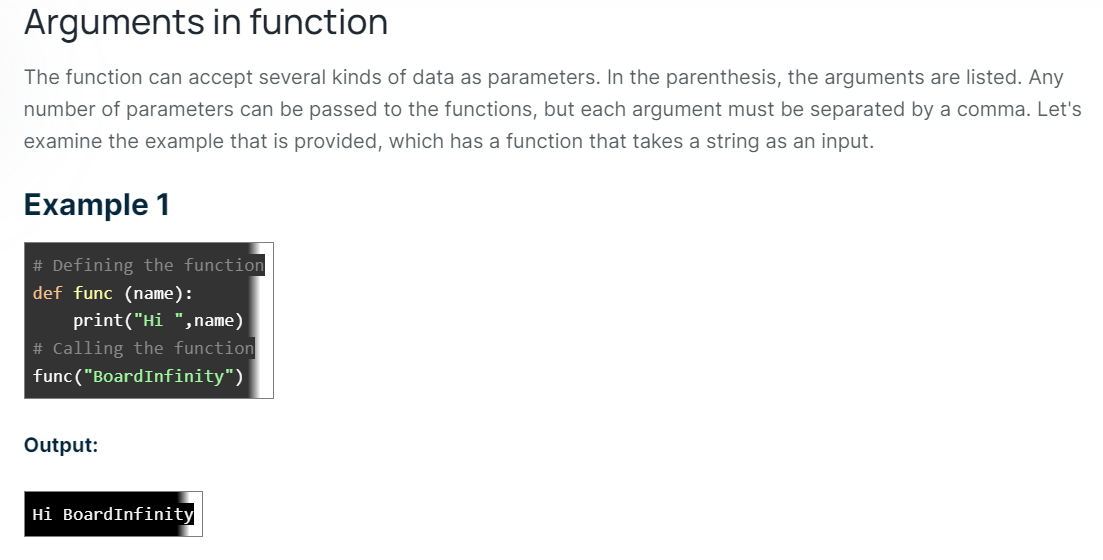 Arguments in function
The function can accept several kinds of data as parameters. In the parenthesis, the arguments are listed. Any
number of parameters can be passed to the functions, but each argument must be separated by a comma. Let's
examine the example that is provided, which has a function that takes a string as an input.
Example 1
# Defining the function
def func (name):
    print("Hi ",name)
# Calling the function
func("BoardInfinity")
Output:
Hi BoardInfinity